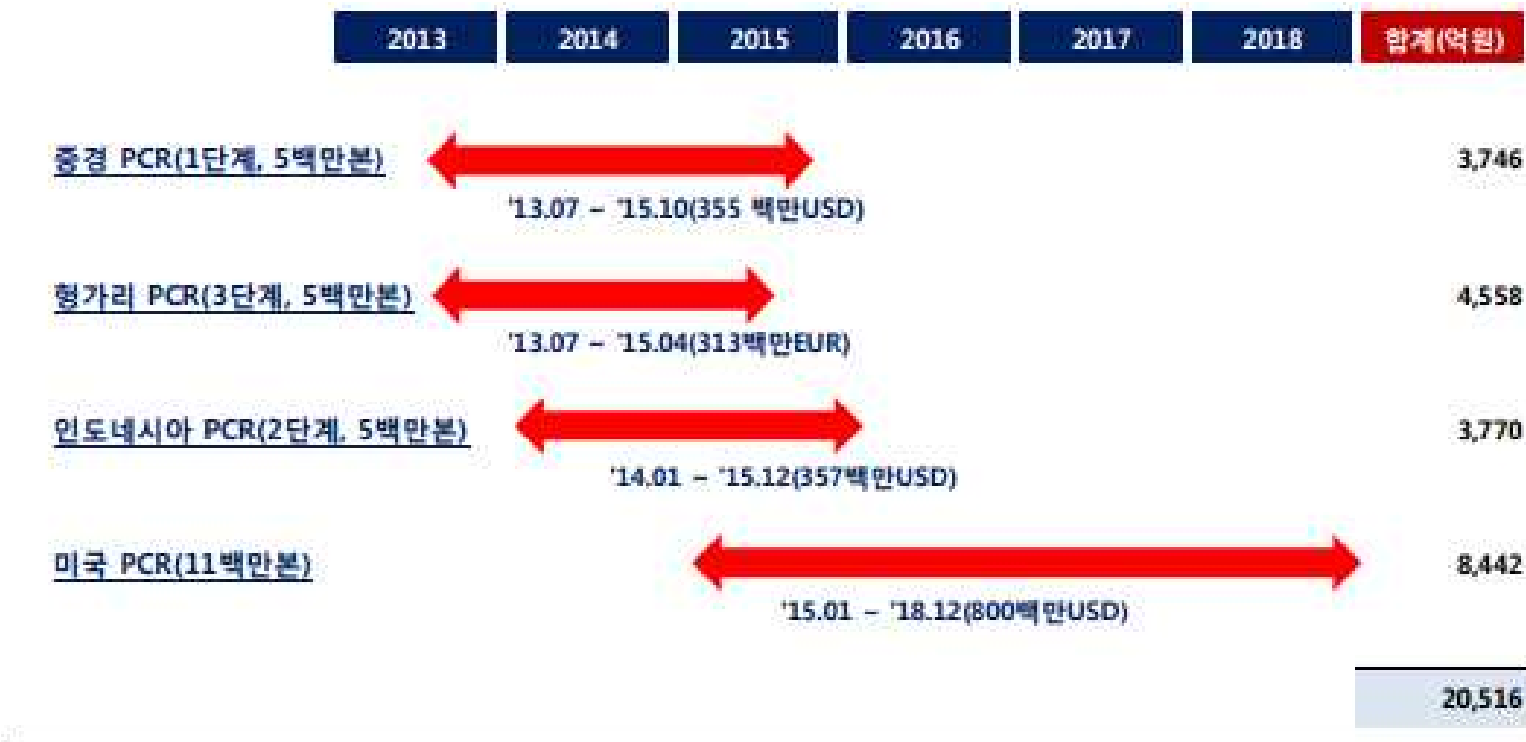 2013 2014 2015 2016 2017 2018 합계(억원)
중경 PCR(1단계, 5백만본) 3,746
'13.07 – '15.10(355 백만USD)
헝가리 PCR(3단계, 5백만본) 4,558
'13.07 – '15.04(313백만EUR)
인도네시아 PCR(2단계, 5백만본) 3,770
'14.01 – '15.12(357백만USD)
미국 PCR(11백만본) 8,442
'15.01 – '18.12(800백만USD)
20,516